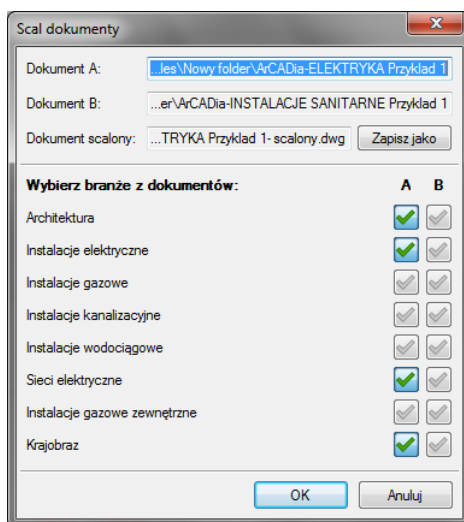 Scal dokumenty
Dokument A: ...les\Nowy folder\ArCADia-ELEKTRYKA Przyklad 1
Dokument B: ...er\ArCADia-INSTALACJE SANITARNE Przyklad 1
Dokument scalony: ...TRYKA Przyklad 1- scalony.dwg Zapisz jako
Wybierz branże z dokumentów: A B
Architektura
Instalacje elektryczne
Instalacje gazowe
Instalacje kanalizacyjne
Instalacje wodociągowe
Sieci elektryczne
Instalacje gazowe zewnętrzne
Krajobraz
OK Anuluj